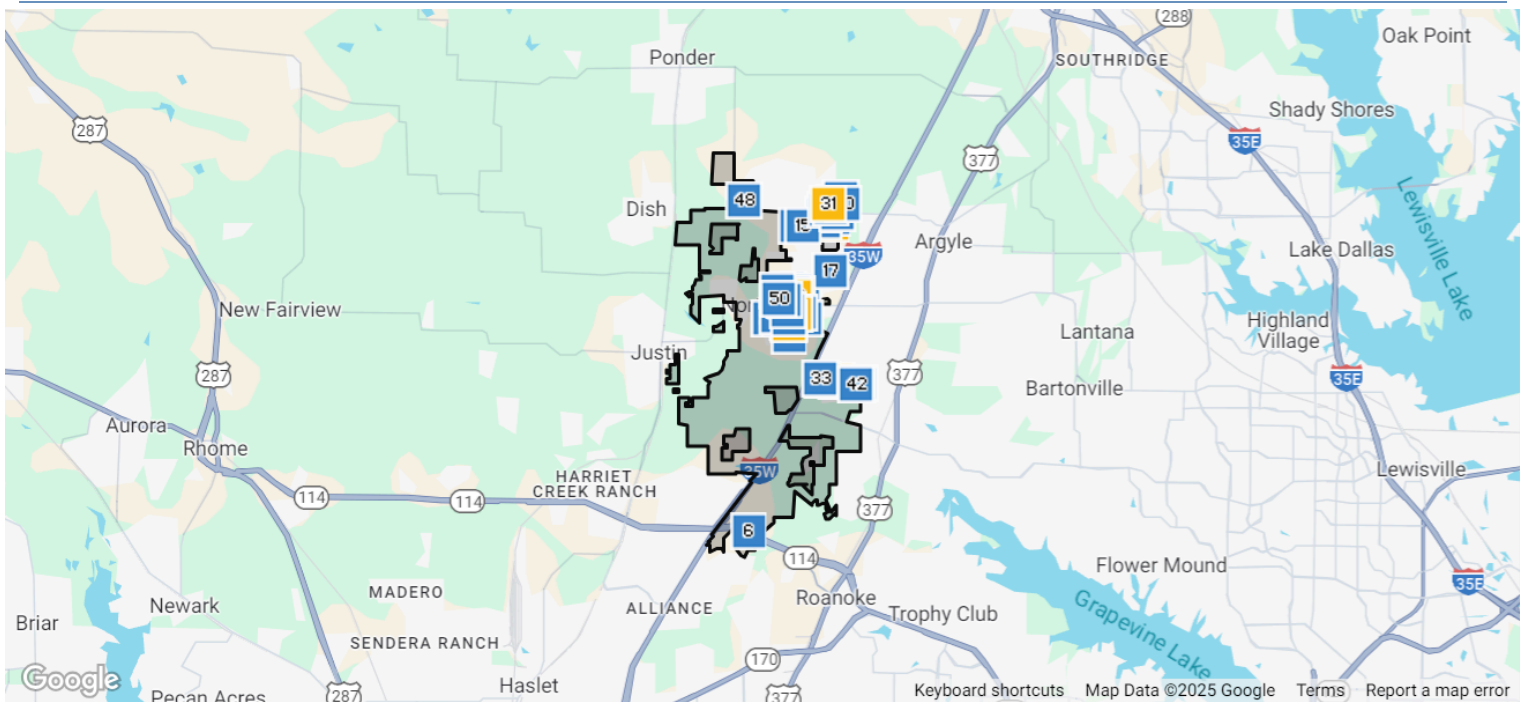 288
Oak Point
Ponder
SOUTHRIDGE
Shady Shores
287
35E
377
48
31
Dish
15
Argyle
Lewisville Lake
35W
Lake Dallas
17
New Fairview
50
Highland
Village
Lantana
Justin
33
42
377
287
Bartonville
35E
Aurora
Rhome
35W
Lewisville
HARRIET
CREEK RANCH
114
114
377
6
114
Flower Mound
35E
MADERO
Newark
ALLIANCE
Roanoke
Trophy Club
Grapevine Lake
Briar
SENDERA RANCH
170
Google
Haslet
Pecan Acres
287
377
Keyboard shortcuts
Map Data ©2025 Google
Terms
Report a map error